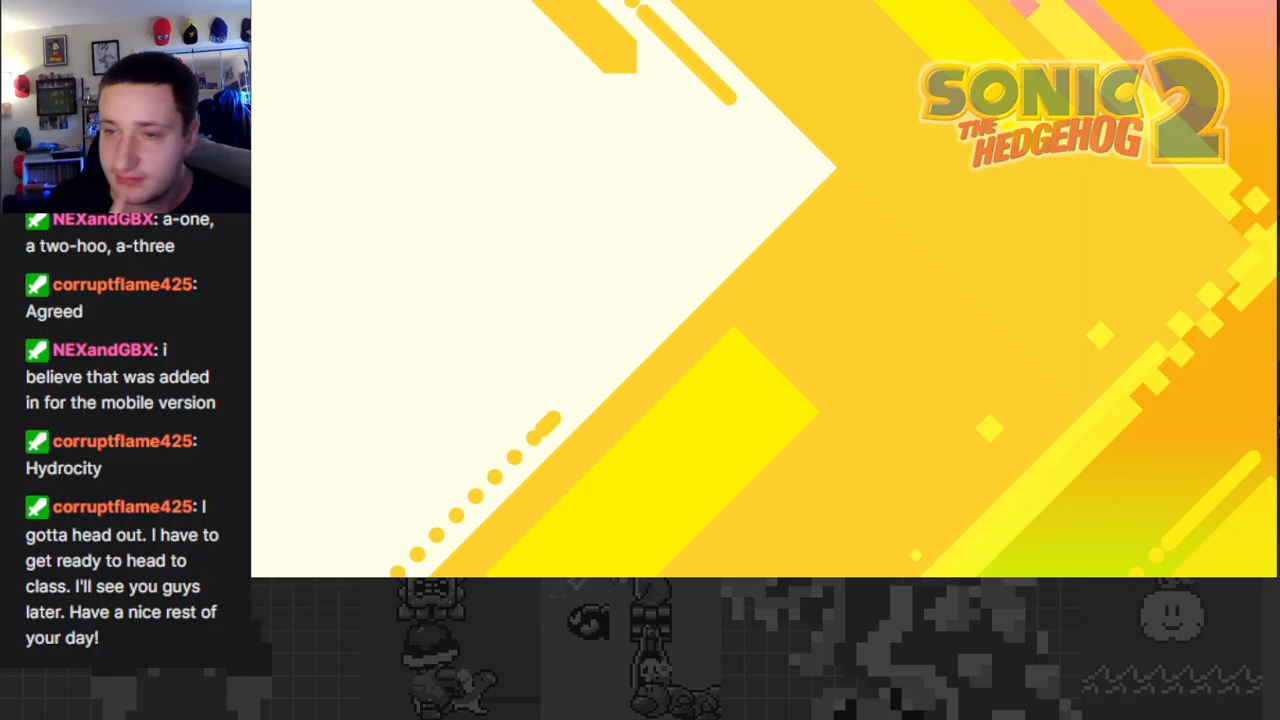 SONIC
THE
HEDGEHOG
2
NEXandGBX: a-one,
a two-hoo, a-three
corruptflame425:
Agreed
NEXandGBX: i
believe that was added
in for the mobile version
corruptflame425:
Hydrocity
corruptflame425: I
gotta head out. I have to
get ready to head to
class. I'll see you guys
later. Have a nice rest of
your day!